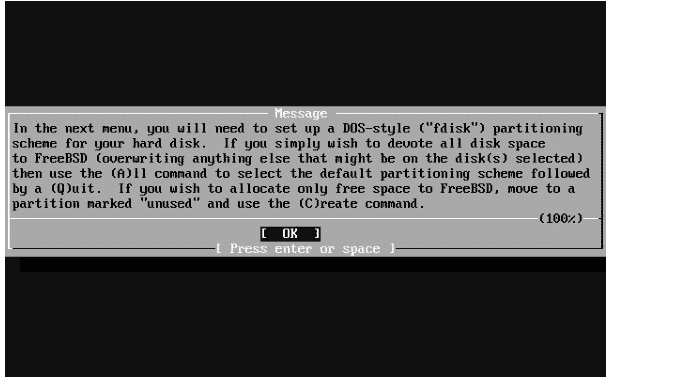 Message
In the next menu, you will need to set up a DOS-style ("fdisk") partitioning
scheme for your hard disk.  If you simply wish to devote all disk space
to FreeBSD (overwriting anything else that might be on the disk(s) selected)
then use the (A)ll command to select the default partitioning scheme followed
by a (Q)uit.  If you wish to allocate only free space to FreeBSD, move to a
partition marked "unused" and use the (C)reate command.
(100%)
[  OK  ]
[ Press enter or space ]